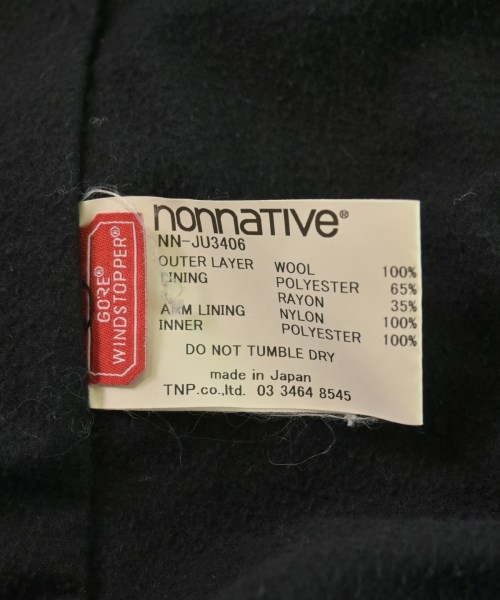 nonnative®
NN-JU3406
OUTER LAYER WOOL 100%
LINING POLYESTER 65%
RAYON 35%
ARM LINING NYLON 100%
INNER POLYESTER 100%
DO NOT TUMBLE DRY
made in Japan
TNP.co.,ltd. 03 3464 8545
GORE®
WINDSTOPPER®